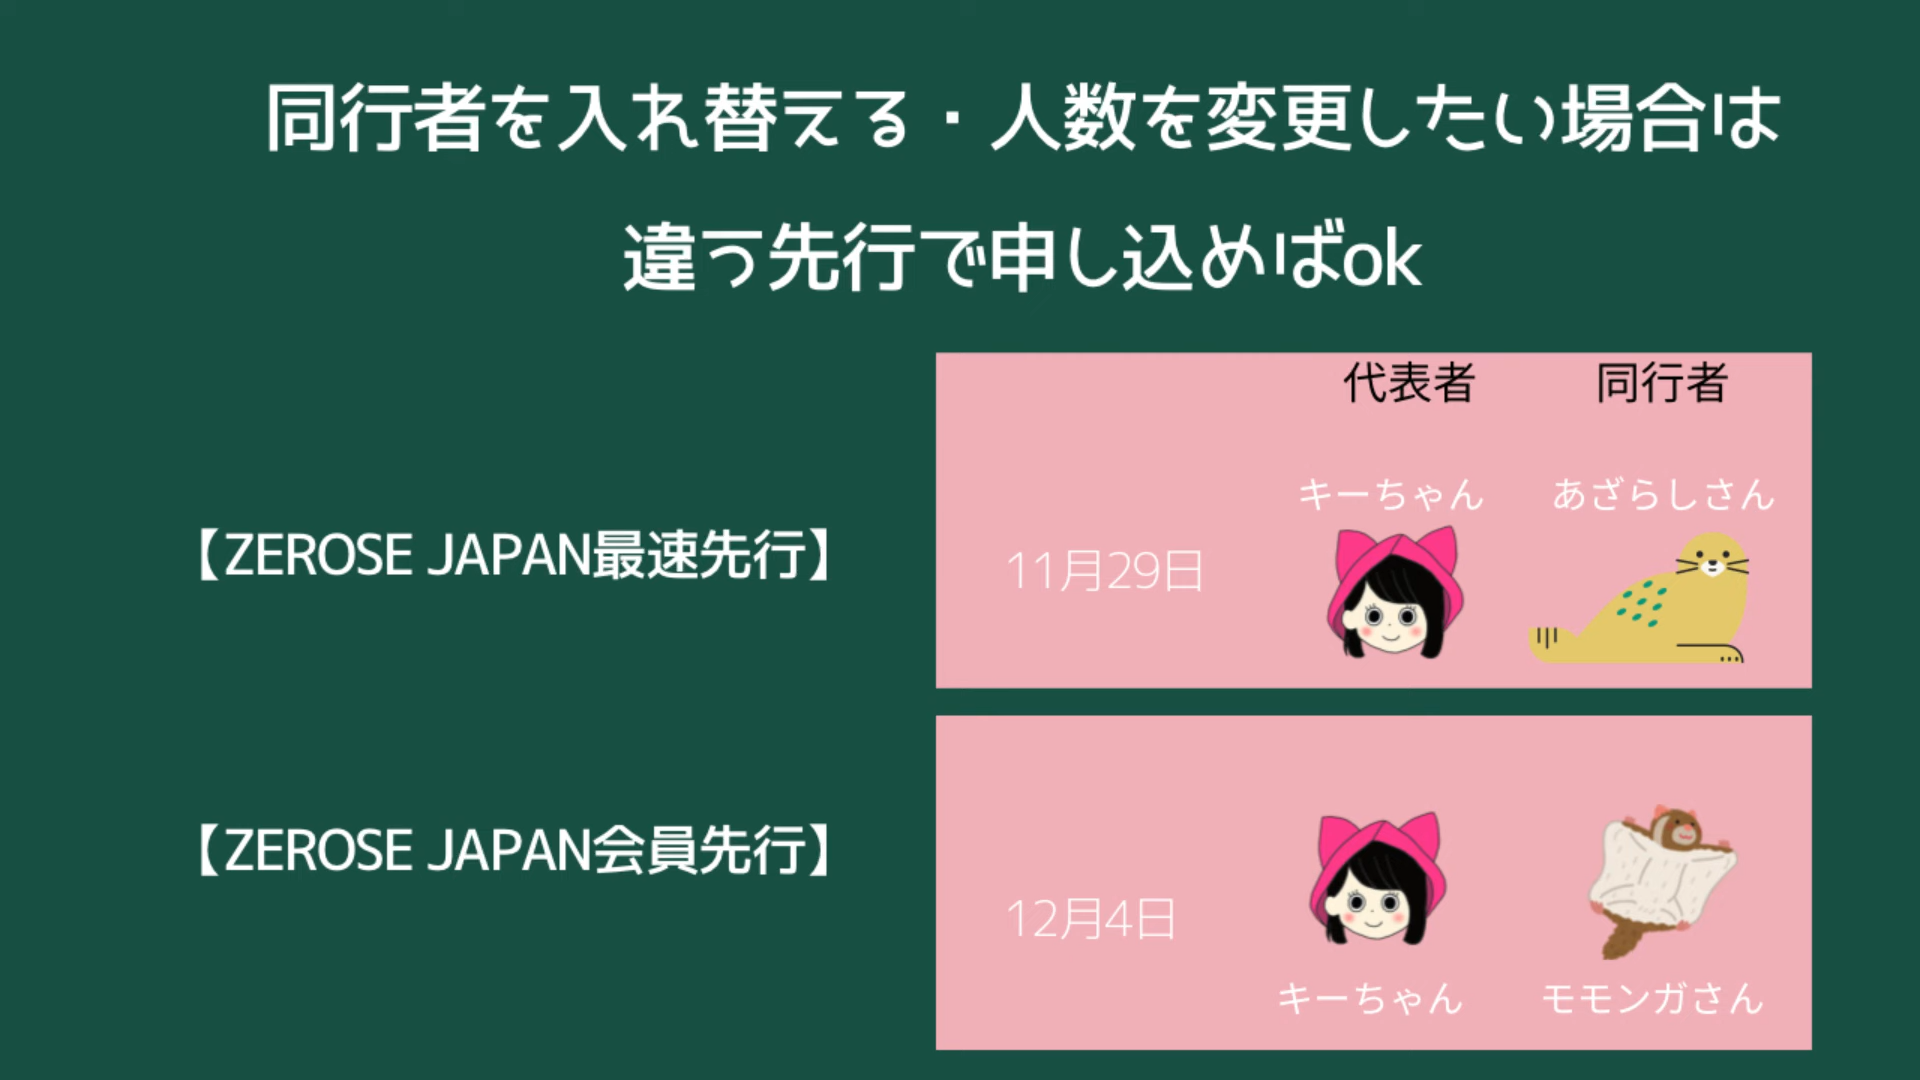 同行者を入れ替える・人数を変更したい場合は
違う先行で申し込めばok
代表者 同行者
【ZEROSE JAPAN最速先行】
11月29日
キーちゃん あざらしさん
【ZEROSE JAPAN会員先行】
12月4日
キーちゃん モモンガさん